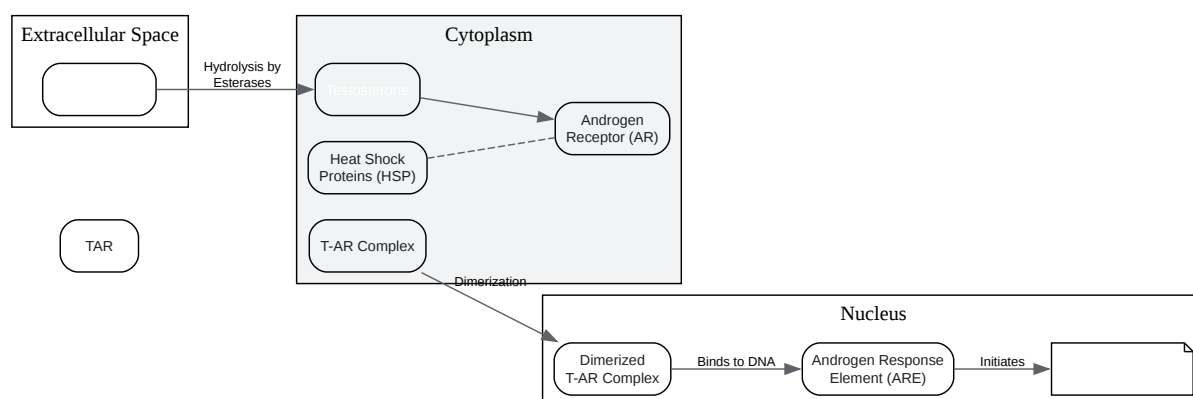 Extracellular Space
Cytoplasm
Hydrolysis by
Esterases
Testosterone
Androgen
Receptor (AR)
Heat Shock
Proteins (HSP)
TAR
T-AR Complex
Dimerization
Nucleus
Dimerized
T-AR Complex
Binds to DNA
Androgen Response
Element (ARE)
Initiates